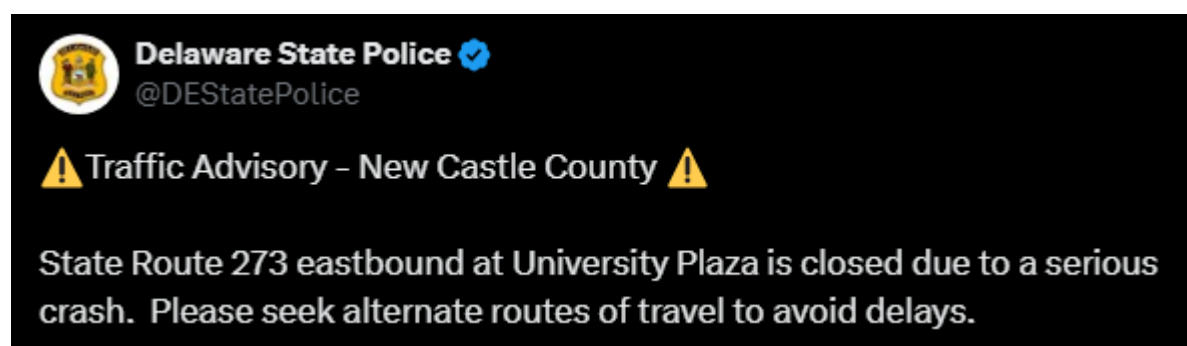 Delaware State Police
@DEStatePolice
⚠️Traffic Advisory – New Castle County ⚠️
State Route 273 eastbound at University Plaza is closed due to a serious
crash.  Please seek alternate routes of travel to avoid delays.